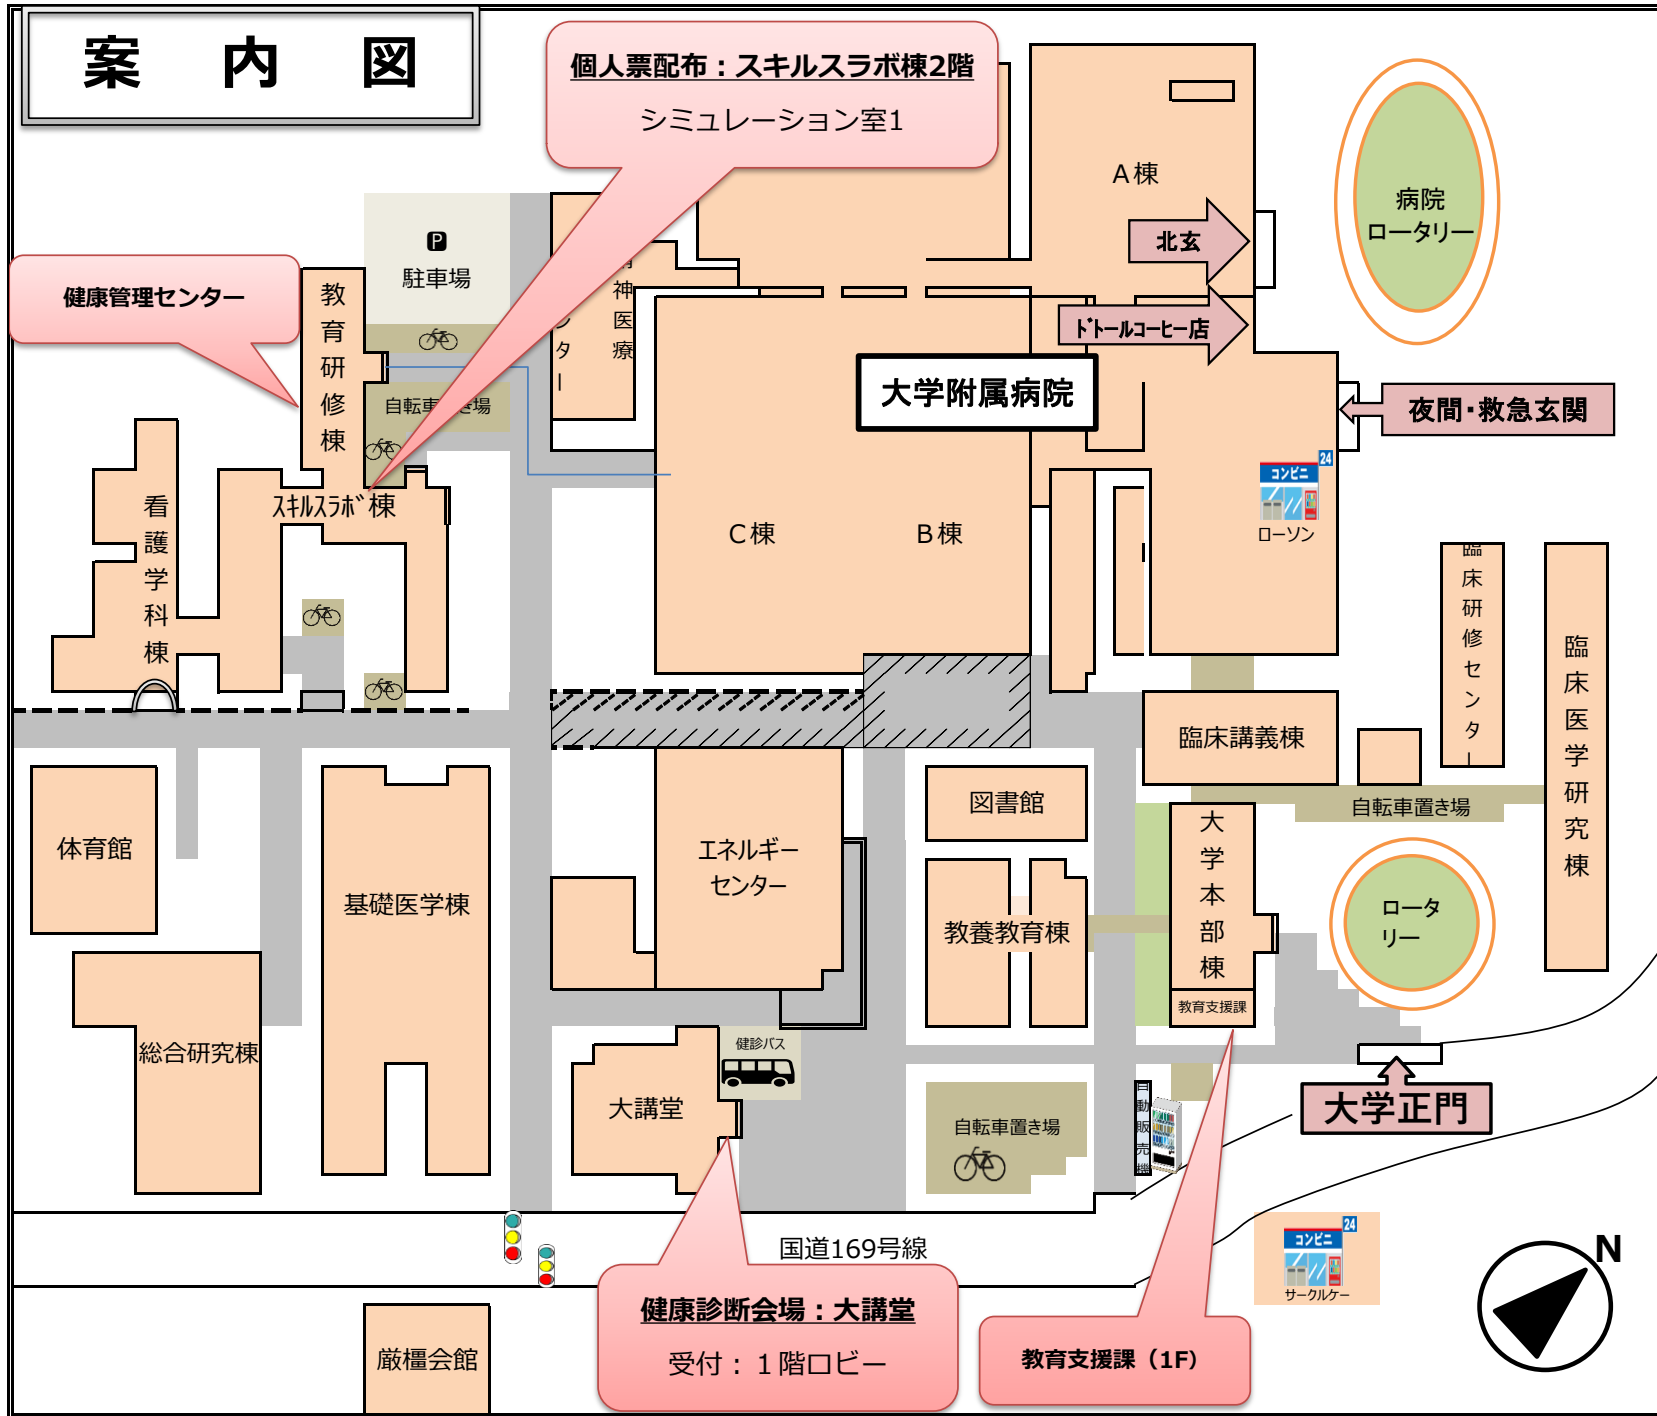 案 内 図
個人票配布：スキルスラボ棟2階
シミュレーション室1
A棟
病院
ロータリー
北玄
P
駐車場
健康管理センター
教育研修棟
神医療
ンター
ドトールコーヒー店
大学附属病院
夜間・救急玄関
自転車置き場
24
コンビニ
ローソン
スキルスラボ棟
看護学科棟
C棟
B棟
臨床研修センター
臨床医学研究棟
臨床講義棟
自転車置き場
体育館
基礎医学棟
エネルギー
センター
図書館
大学本部棟
教養教育棟
ロータ
リー
教育支援課
総合研究棟
健診バス
大講堂
自転車置き場
自動販売機
大学正門
国道169号線
24
コンビニ
サークルケー
N
健康診断会場：大講堂
受付：１階ロビー
教育支援課（1F）
厳橿会館